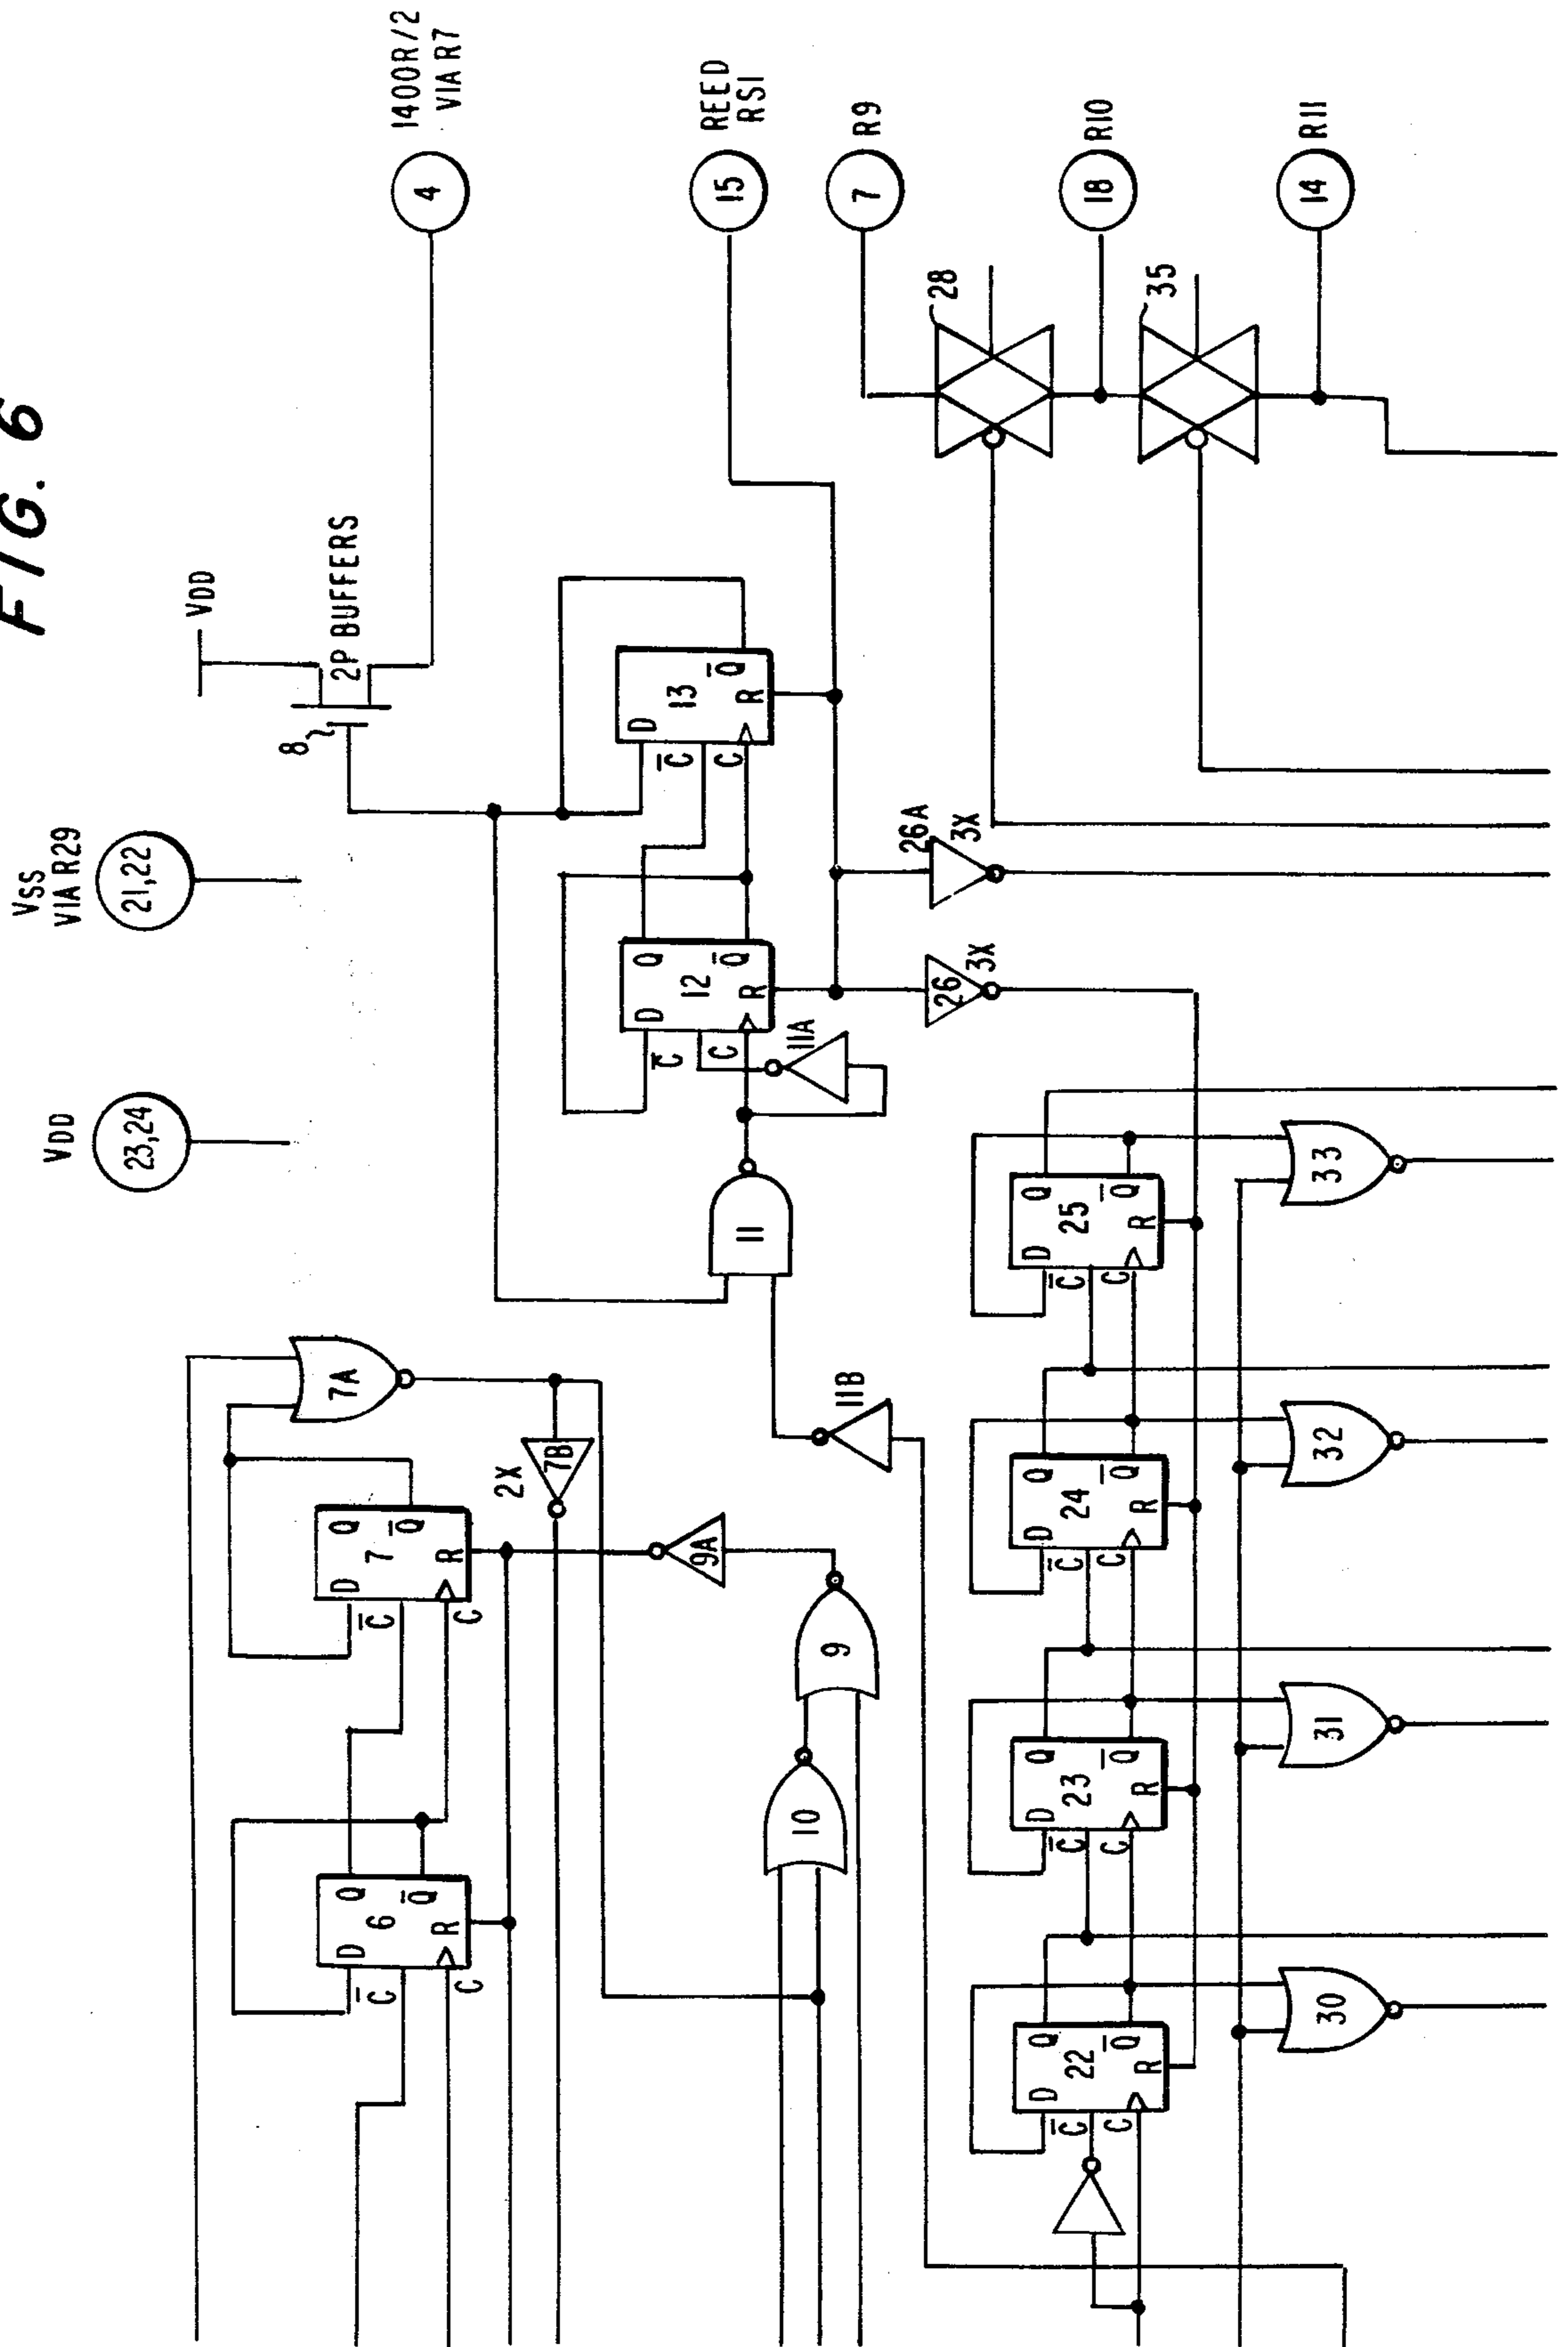 FIG. 6
VDD
2P BUFFERS
8
1400R/2
VIA R7
4
VSS
VIA R29
21,22
VDD
23,24
REED
RS1
15
R9
7
R10
18
R11
14
28
35
D
C̅
C
13
Q̅
R
D
C̅
C
12
Q
Q̅
R
11A
11
11B
26A
3X
26
3X
7A
7B
2X
D
C̅
C
7
Q
Q̅
R
D
C̅
C
6
Q
Q̅
R
9A
9
10
D
C̅
C
25
Q
Q̅
R
D
C̅
C
24
Q
Q̅
R
D
C̅
C
23
Q
Q̅
R
D
C̅
C
22
Q
Q̅
R
33
32
31
30